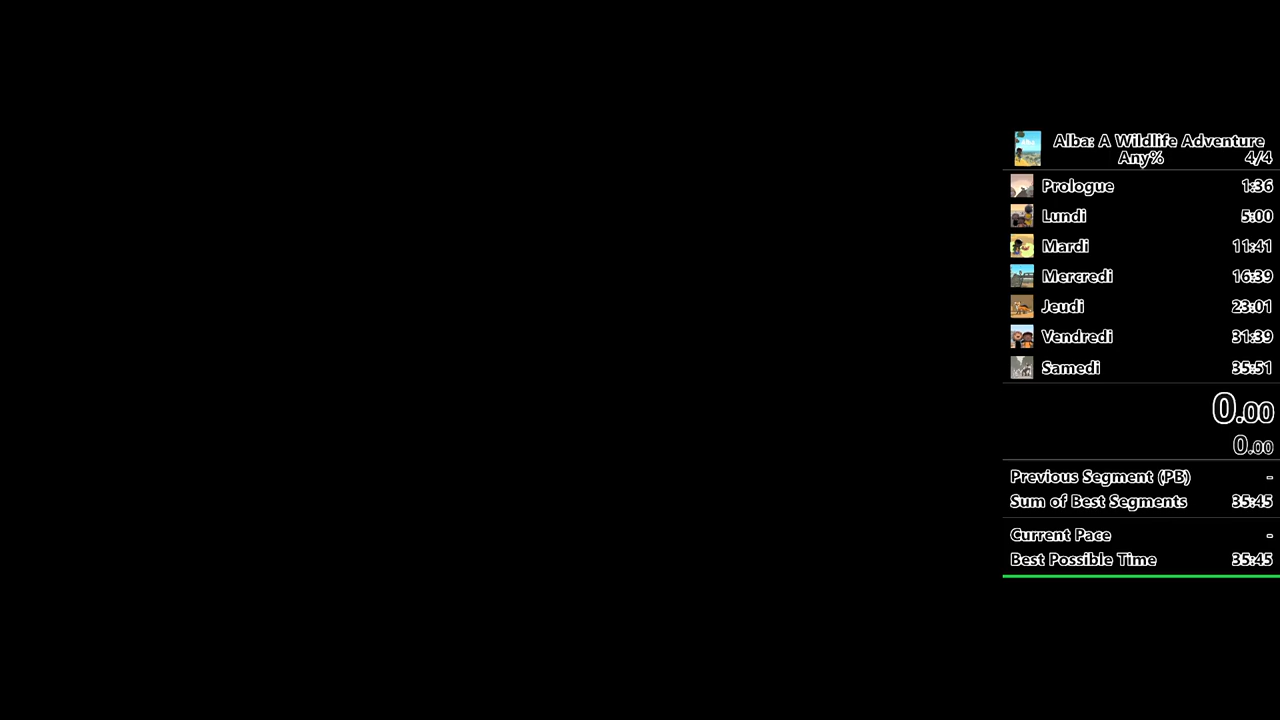 Alba: A Wildlife Adventure
Any% 4/4
Prologue 1:36
Lundi 5:00
Mardi 11:41
Mercredi 16:39
Jeudi 23:01
Vendredi 31:39
Samedi 35:51
0.00
0.00
Previous Segment (PB) -
Sum of Best Segments 35:45
Current Pace -
Best Possible Time 35:45